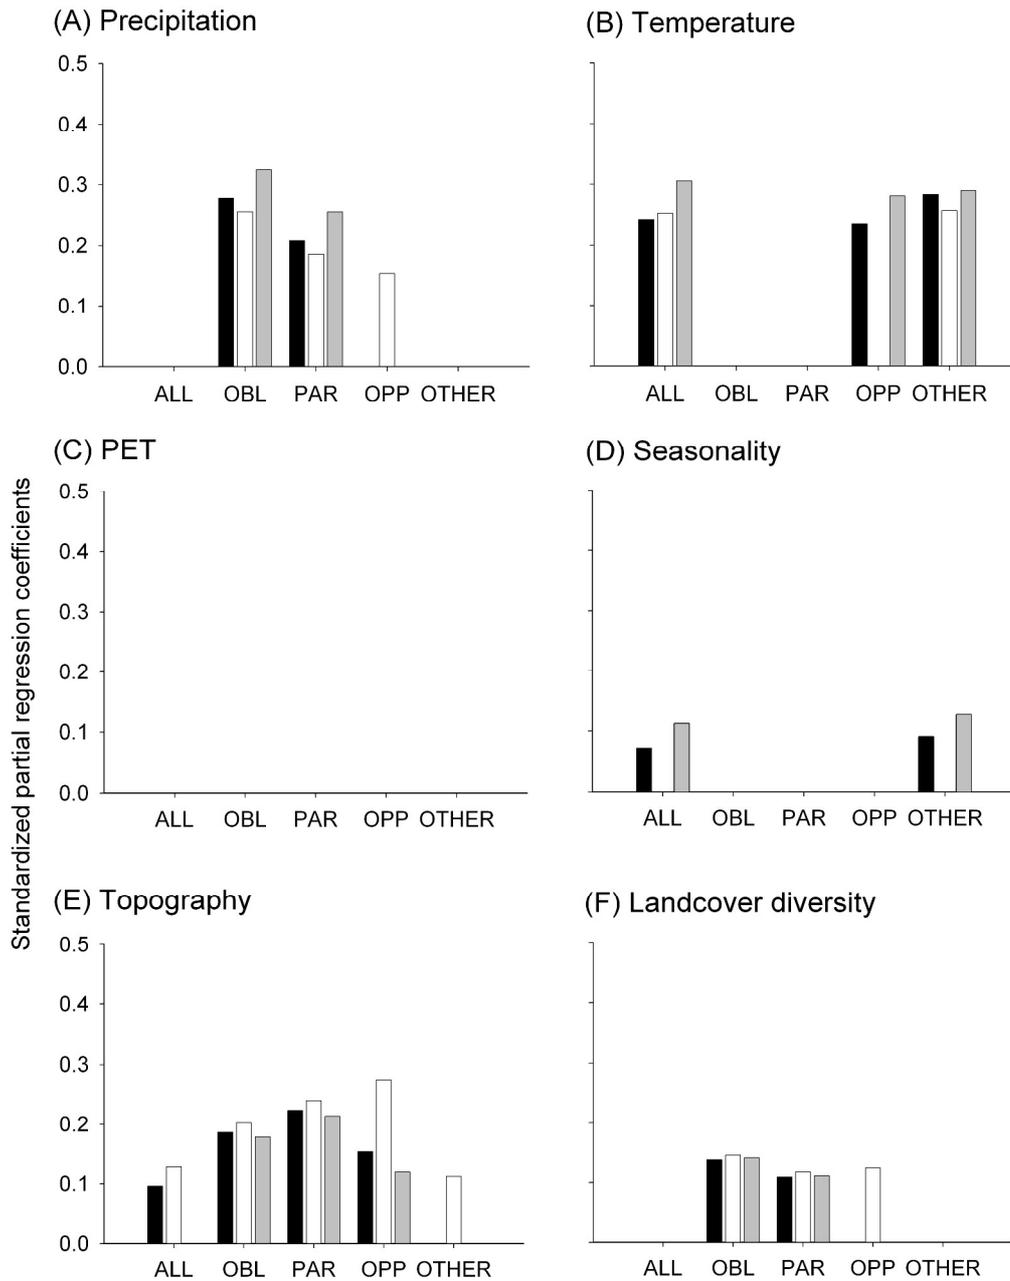 (A) Precipitation
(B) Temperature
0.5
0.4
0.3
0.2
0.1
0.0
ALL OBL PAR OPP OTHER
ALL OBL PAR OPP OTHER
(C) PET
(D) Seasonality
Standardized partial regression coefficients
0.5
0.4
0.3
0.2
0.1
0.0
ALL OBL PAR OPP OTHER
ALL OBL PAR OPP OTHER
(E) Topography
(F) Landcover diversity
0.5
0.4
0.3
0.2
0.1
0.0
ALL OBL PAR OPP OTHER
ALL OBL PAR OPP OTHER